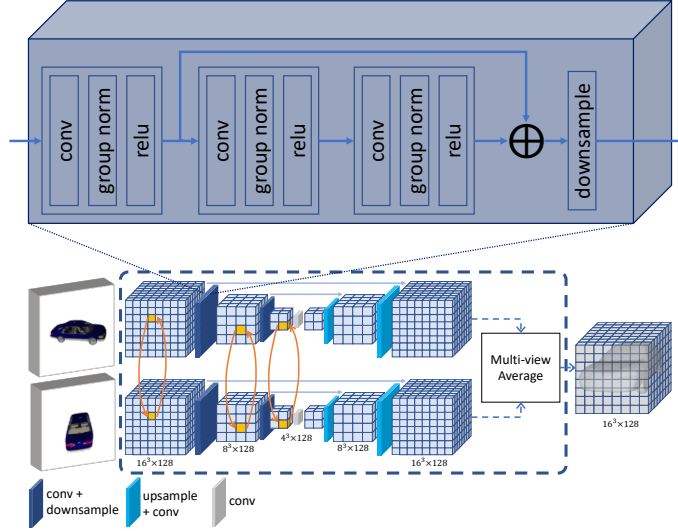 conv
group norm
relu
conv
group norm
relu
conv
group norm
relu
downsample
Multi-view
Average
4³×128
8³×128
8³×128
16³×128
16³×128
16³×128
conv +
downsample
upsample
+ conv
conv